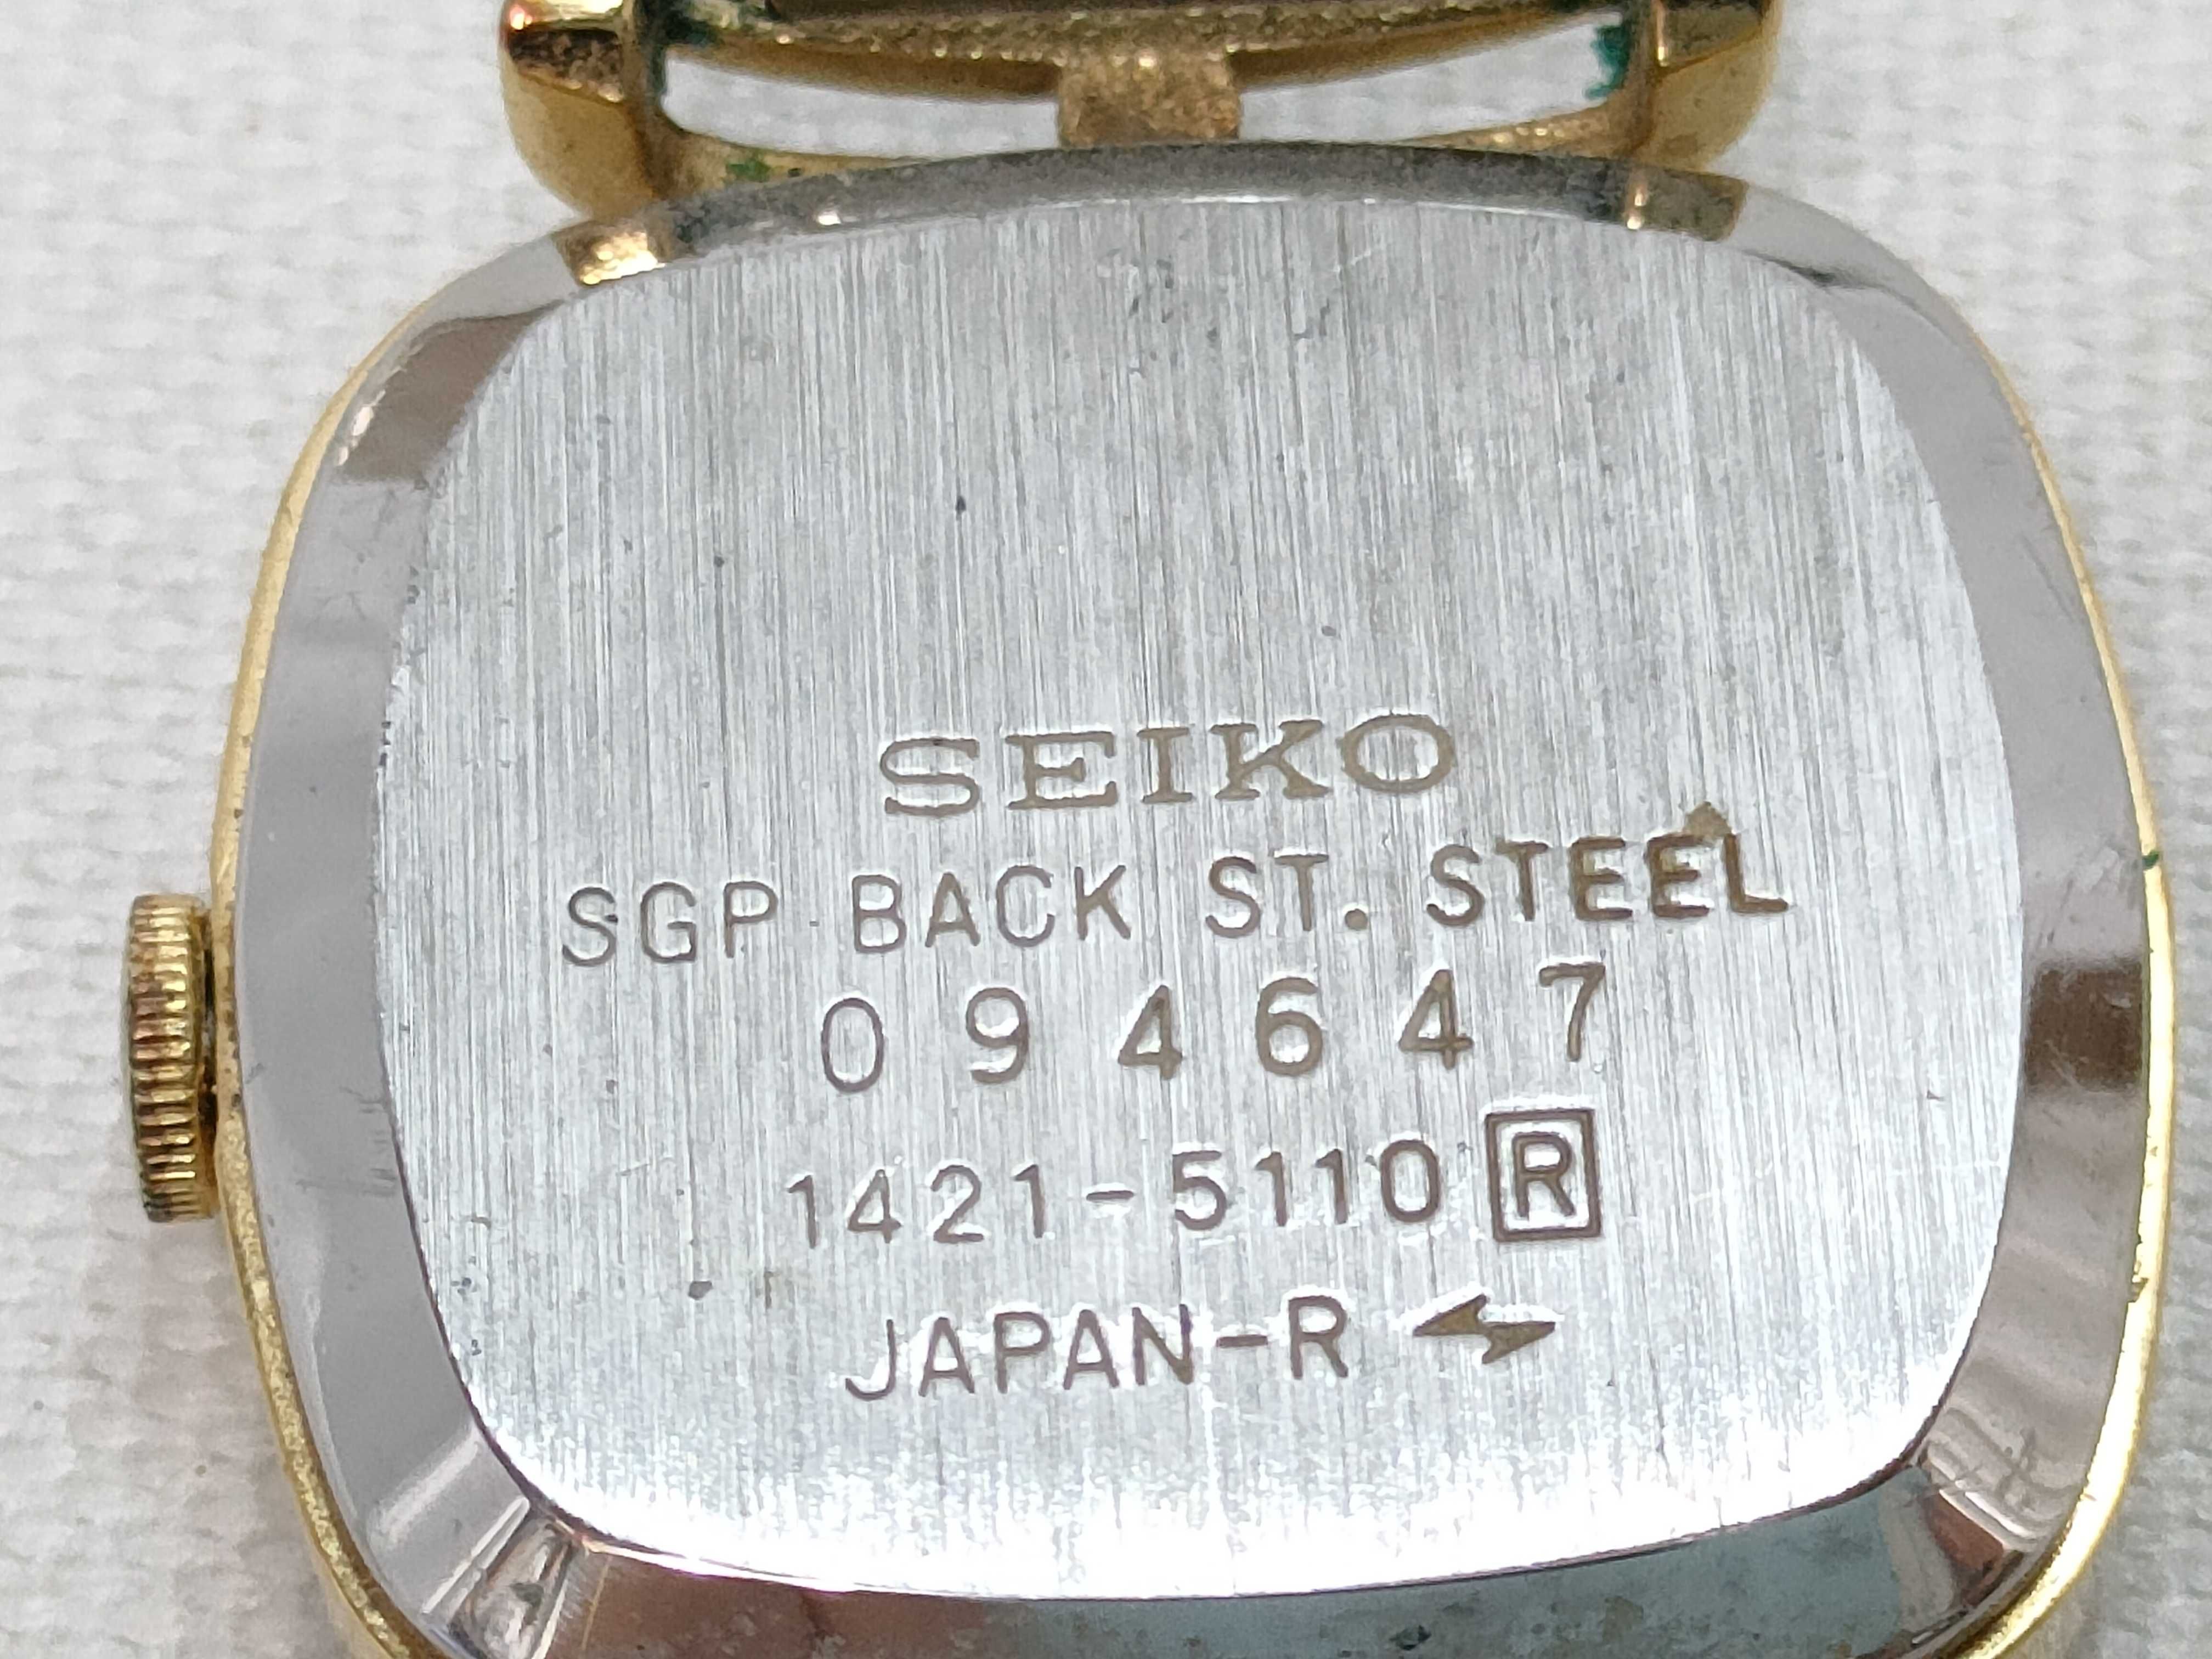 SEIKO
SGP BACK ST. STEEL
094647
1421-5110 R
JAPAN-R